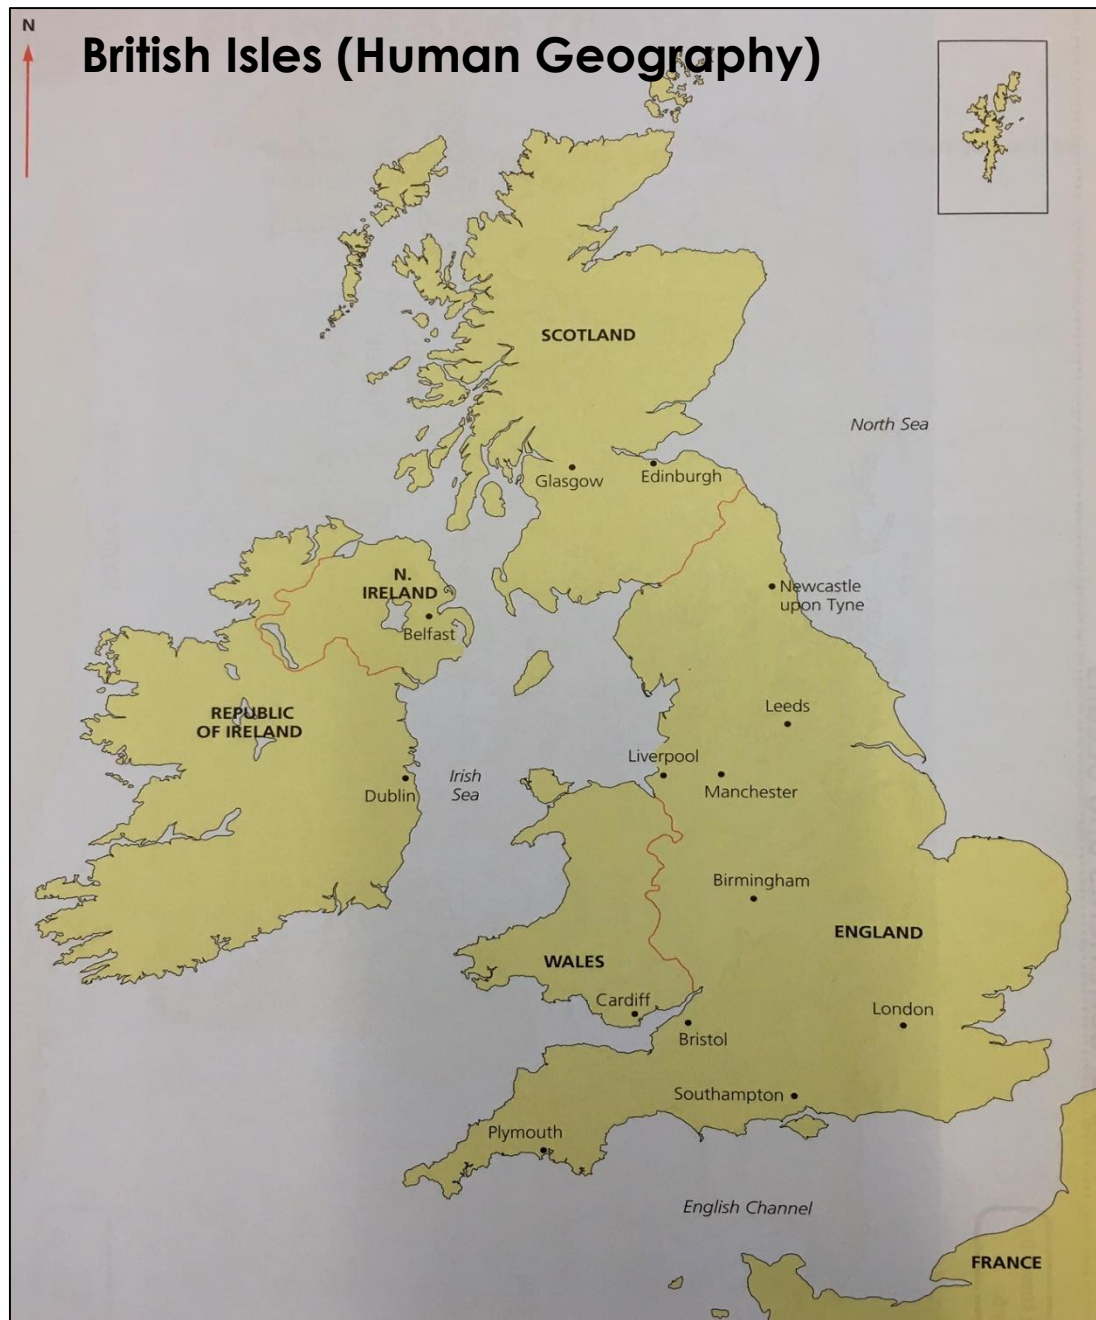 N
British Isles (Human Geography)
SCOTLAND
North Sea
Glasgow
Edinburgh
N.
IRELAND
Belfast
Newcastle
upon Tyne
REPUBLIC
OF IRELAND
Leeds
Liverpool
Manchester
Irish
Sea
Dublin
Birmingham
ENGLAND
WALES
Cardiff
London
Bristol
Southampton
Plymouth
English Channel
FRANCE